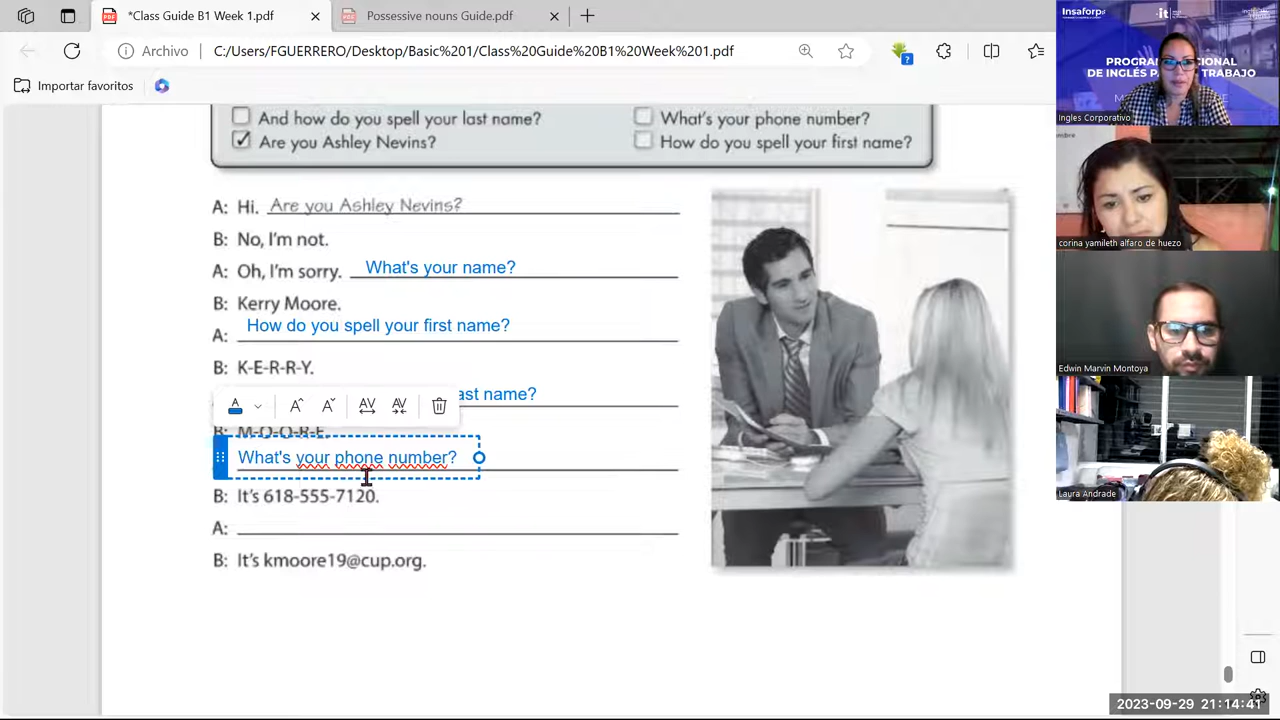 *Class Guide B1 Week 1.pdf
Possessive nouns Guide.pdf
Archivo
C:/Users/FGUERRERO/Desktop/Basic%201/Class%20Guide%20B1%20Week%201.pdf
Importar favoritos
And how do you spell your last name?
What's your phone number?
Are you Ashley Nevins?
How do you spell your first name?
A: Hi. Are you Ashley Nevins?
B: No, I'm not.
A: Oh, I'm sorry. What's your name?
B: Kerry Moore.
A: How do you spell your first name?
B: K-E-R-R-Y.
last name?
B: M-O-O-R-E.
What's your phone number?
B: It's 618-555-7120.
A:
B: It's kmoore19@cup.org.
Insaforp
it
DE INGLÉS
TRABAJO
Ingles Corporativo
corina yamileth alfaro de huezo
Edwin Marvin Montoya
Laura Andrade
2023-09-29 21:14:41